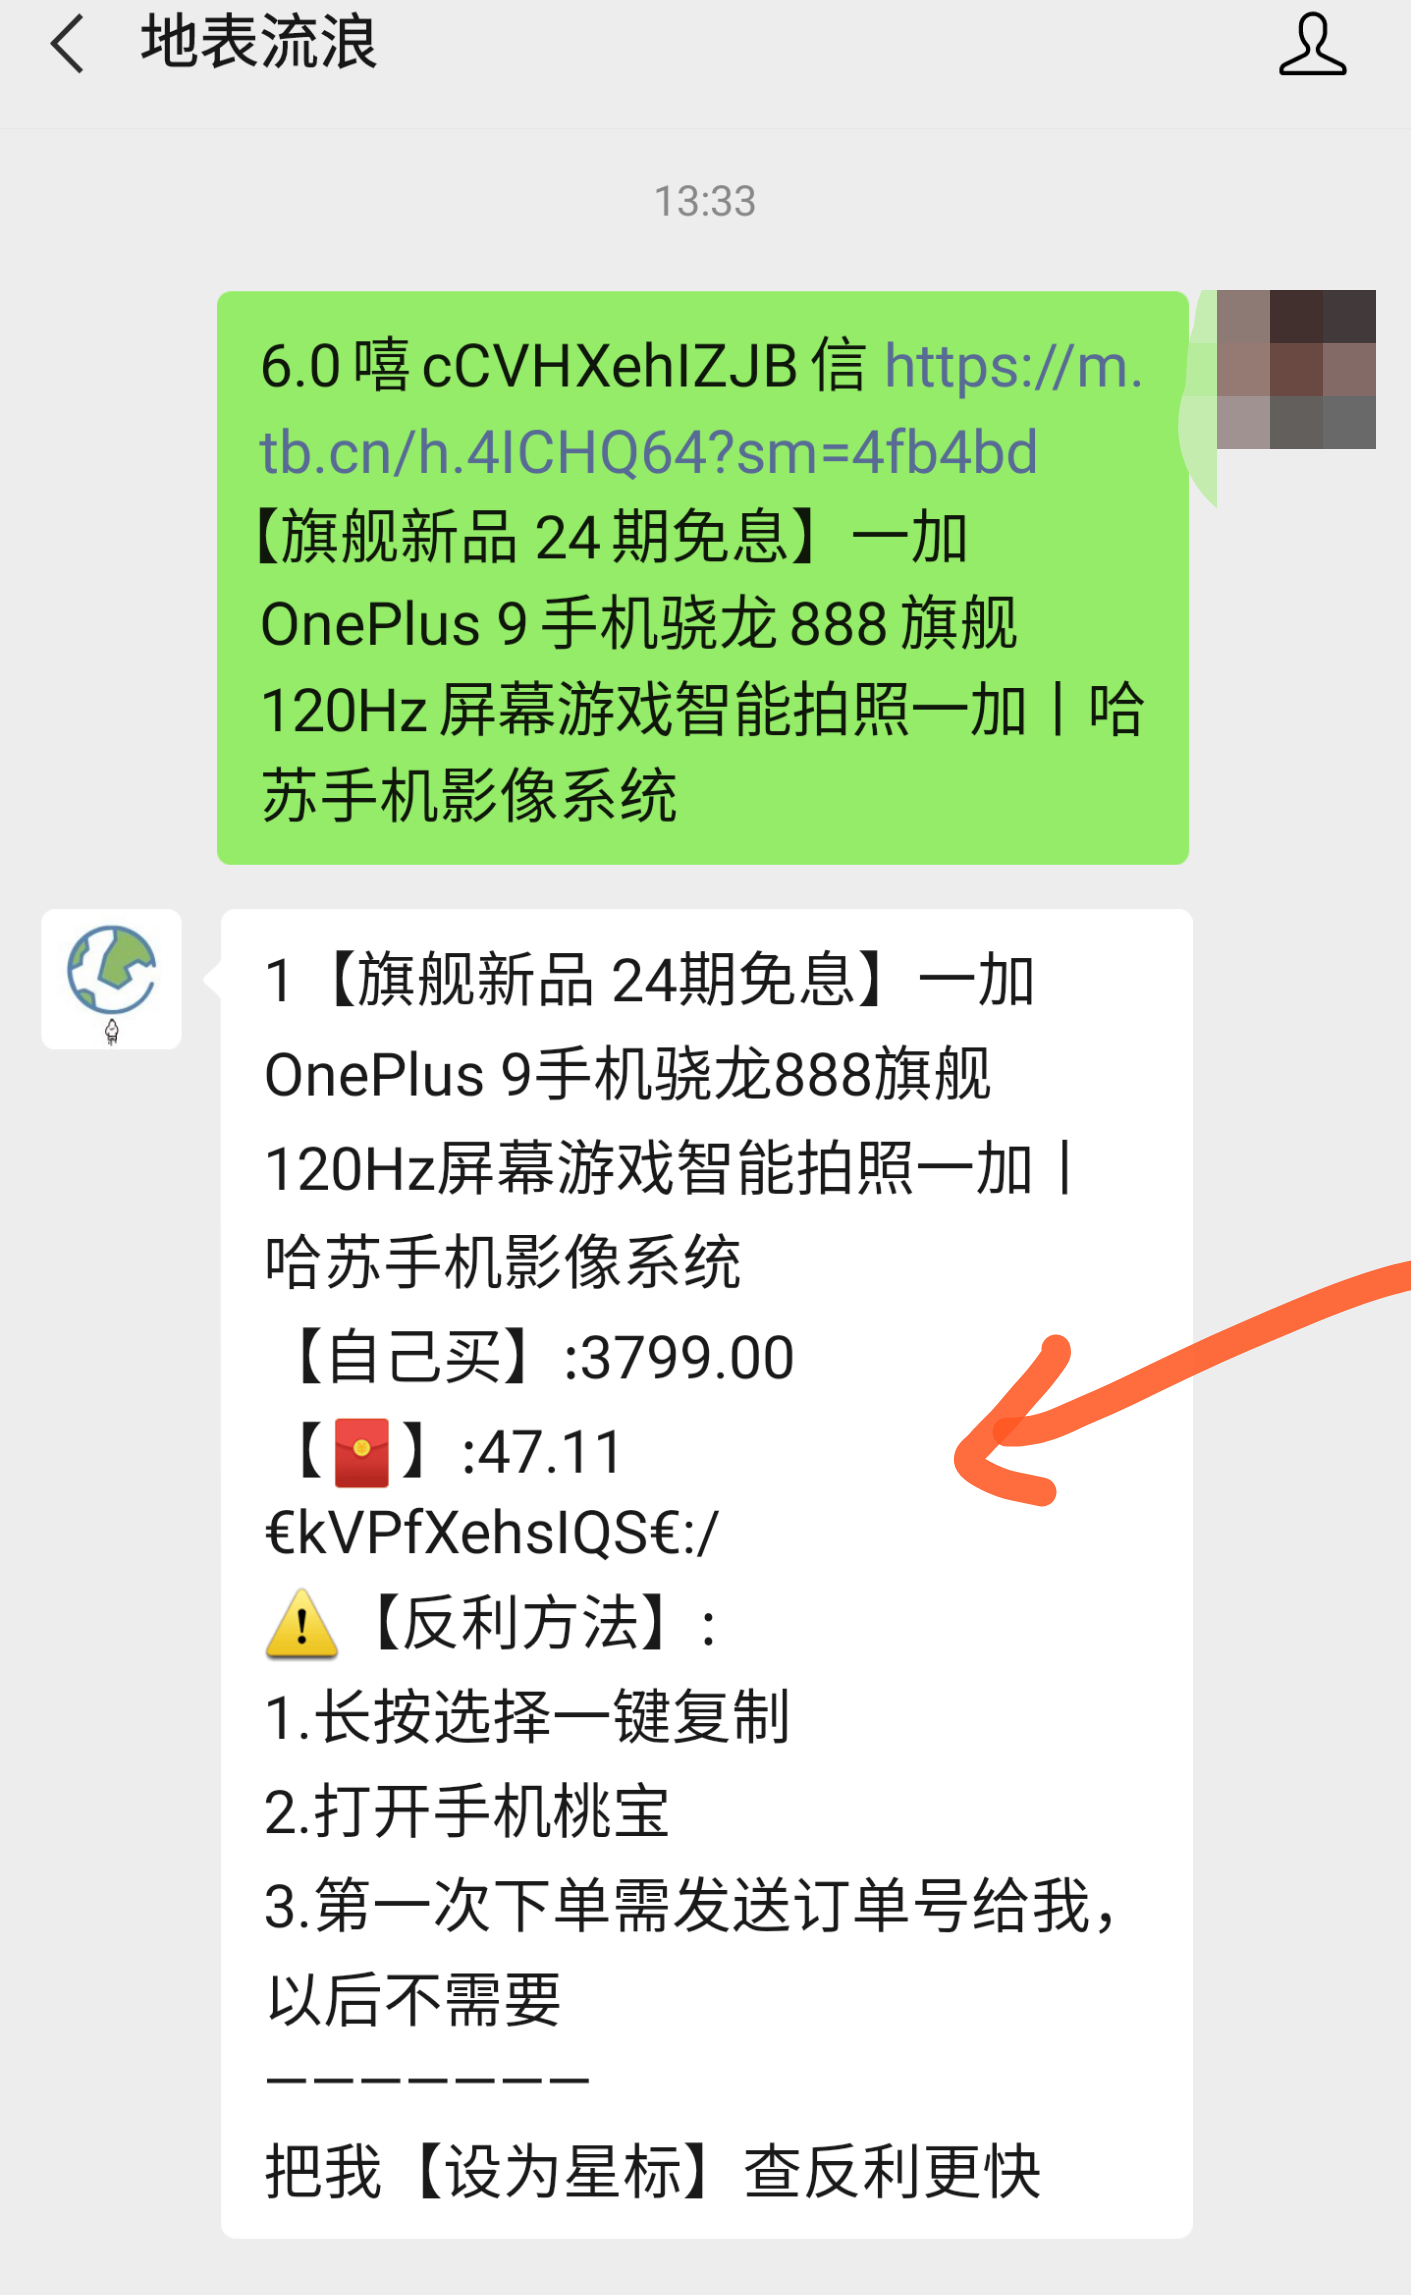 地表流浪
13:33
6.0 嘻 cCVHXehIZJB 信 https://m.
tb.cn/h.4ICHQ64?sm=4fb4bd
【旗舰新品 24 期免息】一加
OnePlus 9 手机骁龙 888 旗舰
120Hz 屏幕游戏智能拍照一加丨哈
苏手机影像系统
1【旗舰新品 24期免息】一加
OnePlus 9手机骁龙888旗舰
120Hz屏幕游戏智能拍照一加丨
哈苏手机影像系统
【自己买】:3799.00
【🧧】:47.11
€kVPfXehsIQS€:/
⚠️【反利方法】:
1.长按选择一键复制
2.打开手机桃宝
3.第一次下单需发送订单号给我，
以后不需要
———————
把我【设为星标】查反利更快